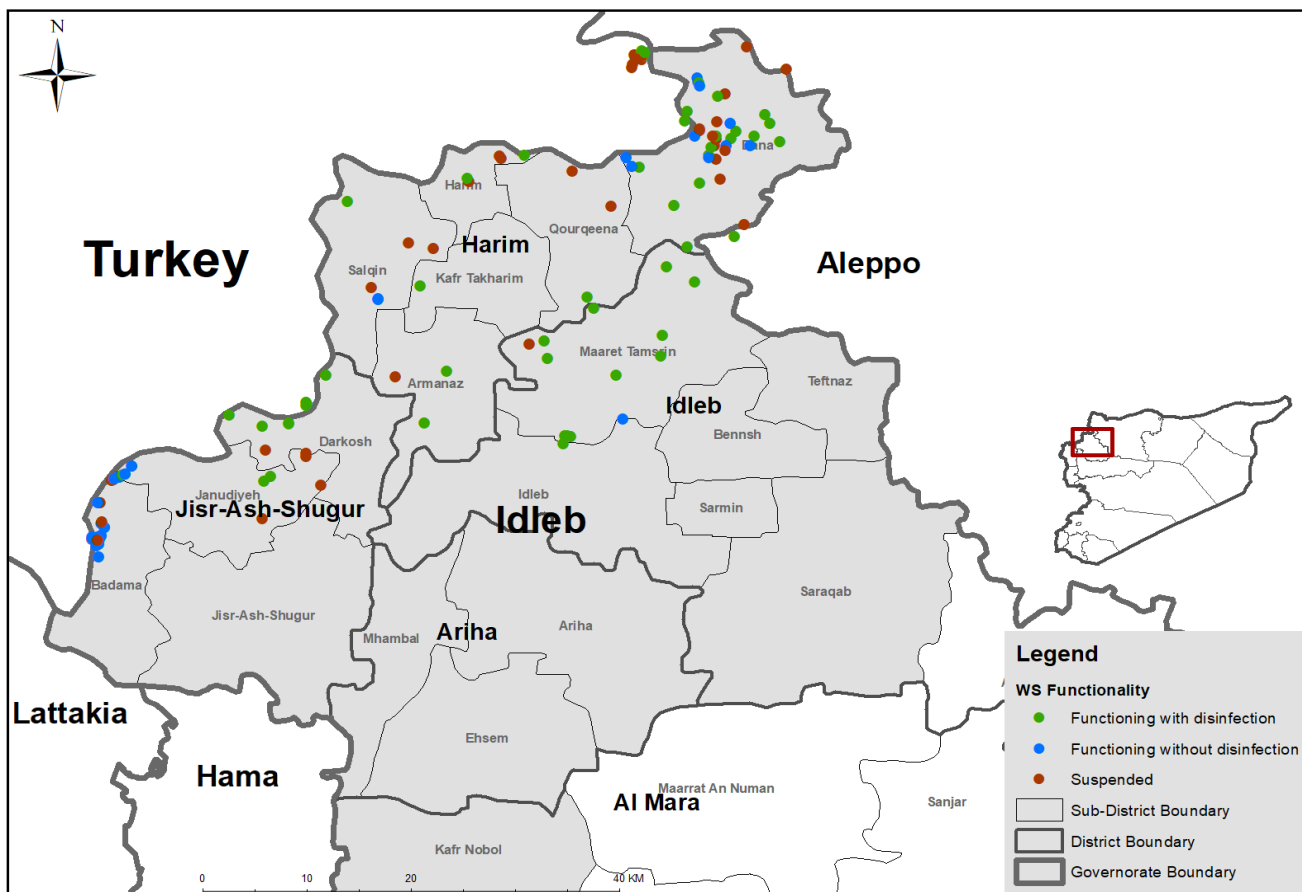 N
Dana
Harim
Turkey
Harim
Qourqeena
Aleppo
Salqin
Kafr Takharim
Maaret Tamsrin
Armanaz
Teftnaz
Idleb
Bennsh
Darkosh
Janudiyeh
Jisr-Ash-Shugur
Idleb
Idleb
Sarmin
Badama
Saraqab
Jisr-Ash-Shugur
Mhambal
Ariha
Ariha
Lattakia
Ehsem
Hama
Maarrat An Numan
Al Mara
Sanjar
Kafr Nobol
0
10
20
40 KM
Legend
WS Functionality
Functioning with disinfection
Functioning without disinfection
Suspended
Sub-District Boundary
District Boundary
Governorate Boundary